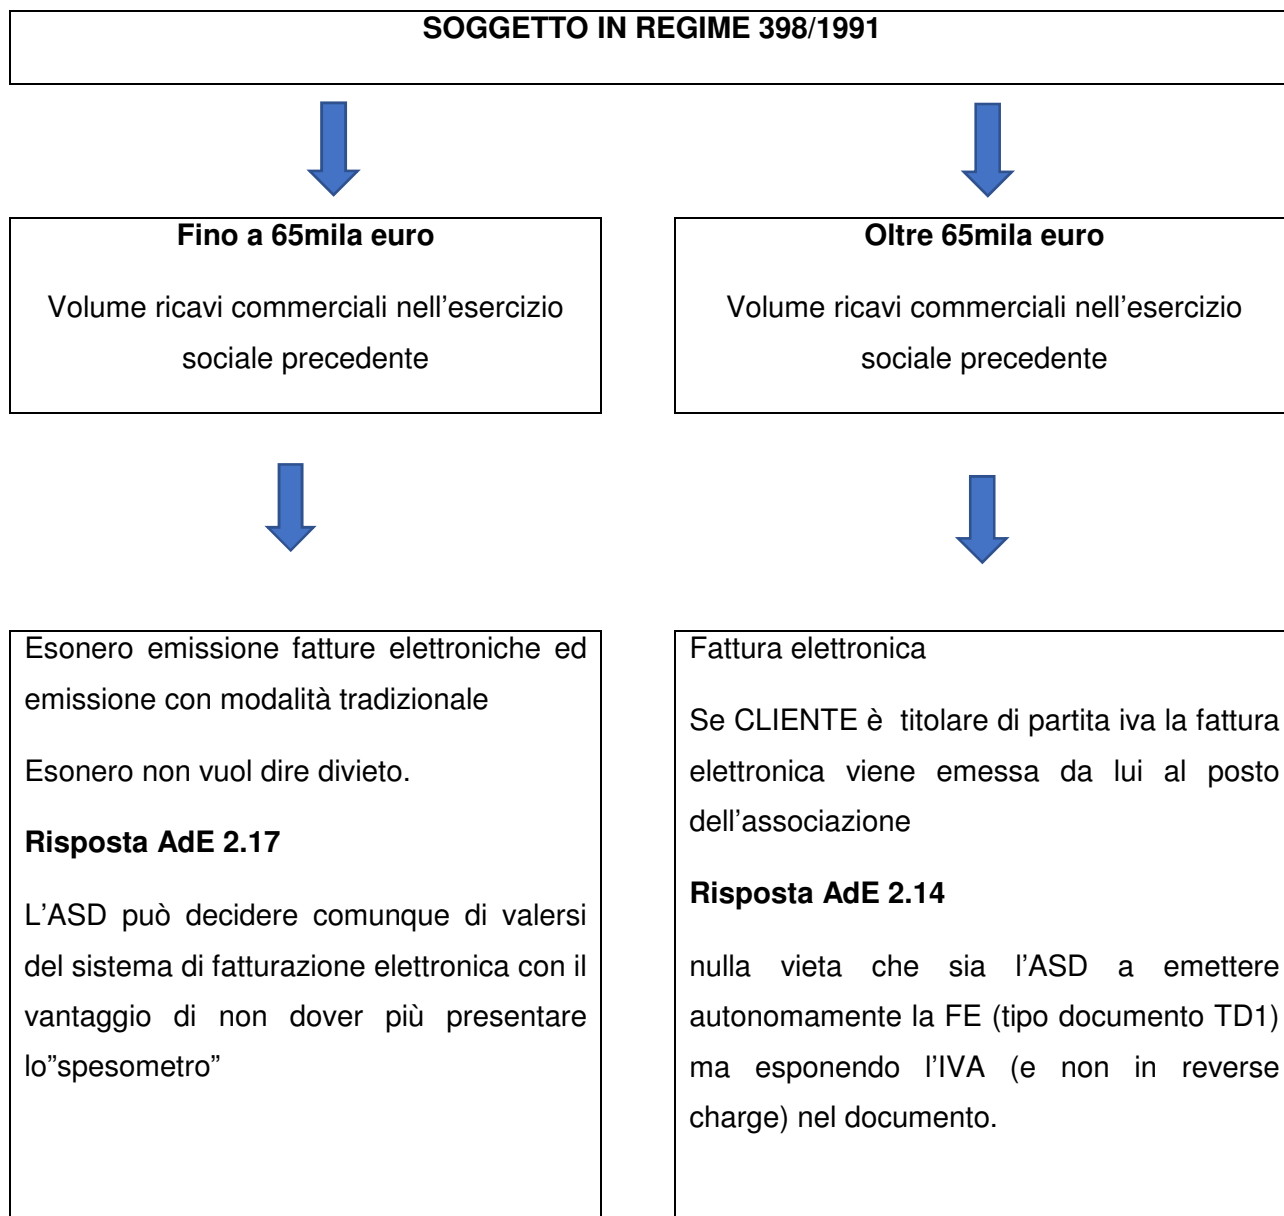 SOGGETTO IN REGIME 398/1991
Fino a 65mila euro
Volume ricavi commerciali nell’esercizio
sociale precedente
Oltre 65mila euro
Volume ricavi commerciali nell’esercizio
sociale precedente
Esonero emissione fatture elettroniche ed
emissione con modalità tradizionale
Esonero non vuol dire divieto.
Risposta AdE 2.17
L’ASD può decidere comunque di valersi
del sistema di fatturazione elettronica con il
vantaggio di non dover più presentare
lo”spesometro”
Fattura elettronica
Se CLIENTE è titolare di partita iva la fattura
elettronica viene emessa da lui al posto
dell’associazione
Risposta AdE 2.14
nulla vieta che sia l’ASD a emettere
autonomamente la FE (tipo documento TD1)
ma esponendo l’IVA (e non in reverse
charge) nel documento.